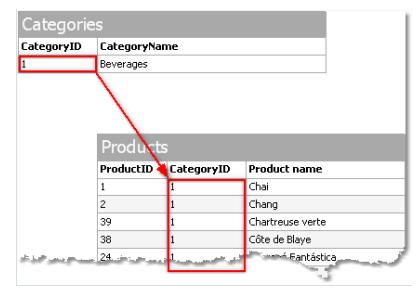 Categories
CategoryID CategoryName
1 Beverages
Products
ProductID CategoryID Product name
1 1 Chai
2 1 Chang
39 1 Chartreuse verte
38 1 Côte de Blaye
24 1 Fantástica